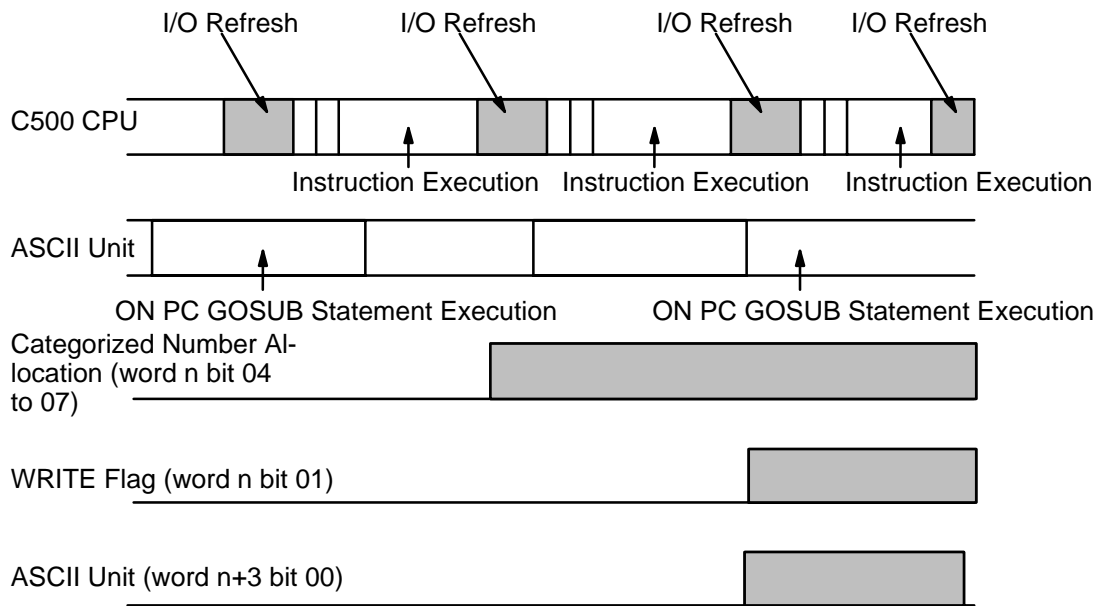 I/O Refresh I/O Refresh I/O Refresh I/O Refresh
C500 CPU
Instruction Execution Instruction Execution Instruction Execution
ASCII Unit
ON PC GOSUB Statement Execution ON PC GOSUB Statement Execution
Categorized Number Al-
location (word n bit 04
to 07)
WRITE Flag (word n bit 01)
ASCII Unit (word n+3 bit 00)